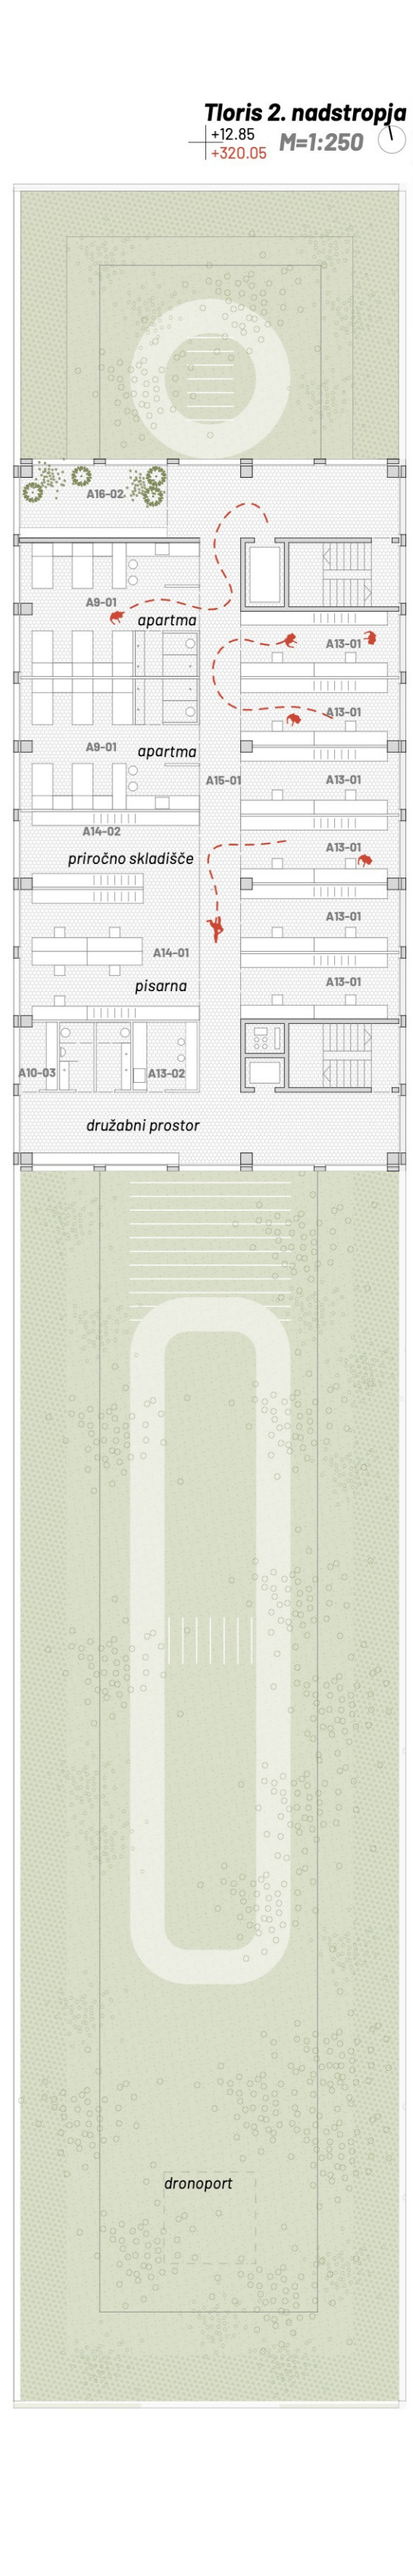 Tloris 2. nadstropja
+12.85
+320.05
M=1:250
A16-02
A9-01
apartma
A13-01
A13-01
A9-01
apartma
A15-01
A13-01
A14-02
A13-01
priročno skladišče
A13-01
A14-01
A13-01
pisarna
A10-03
A13-02
družabni prostor
dronoport